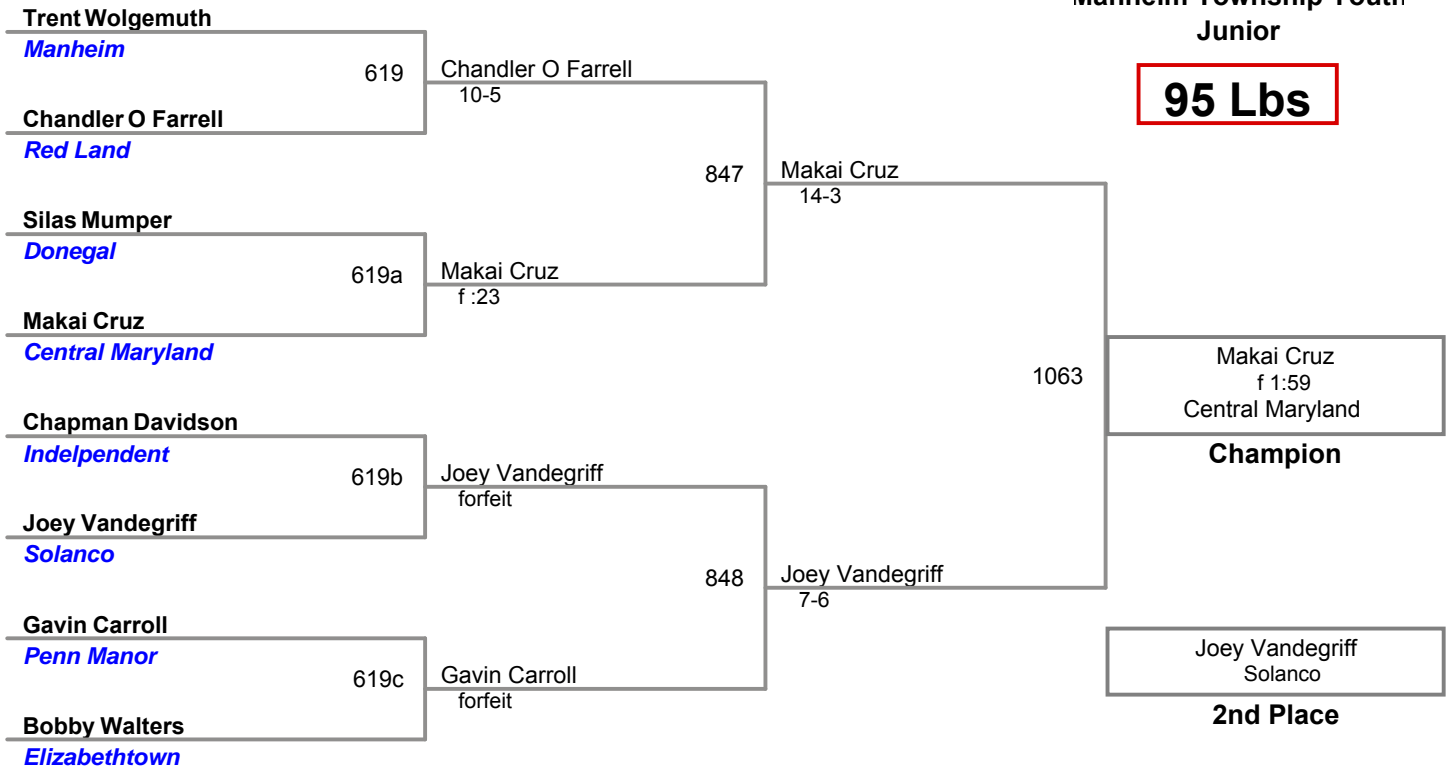 Manheim Township Youth
Junior
95 Lbs
Trent Wolgemuth
Manheim
619
Chandler O Farrell
10-5
Chandler O Farrell
Red Land
847
Makai Cruz
14-3
Silas Mumper
Donegal
619a
Makai Cruz
f :23
Makai Cruz
Central Maryland
1063
Makai Cruz
f 1:59
Central Maryland
Champion
Chapman Davidson
Indelpendent
619b
Joey Vandegriff
forfeit
Joey Vandegriff
Solanco
848
Joey Vandegriff
7-6
Gavin Carroll
Penn Manor
619c
Gavin Carroll
forfeit
Bobby Walters
Elizabethtown
Joey Vandegriff
Solanco
2nd Place